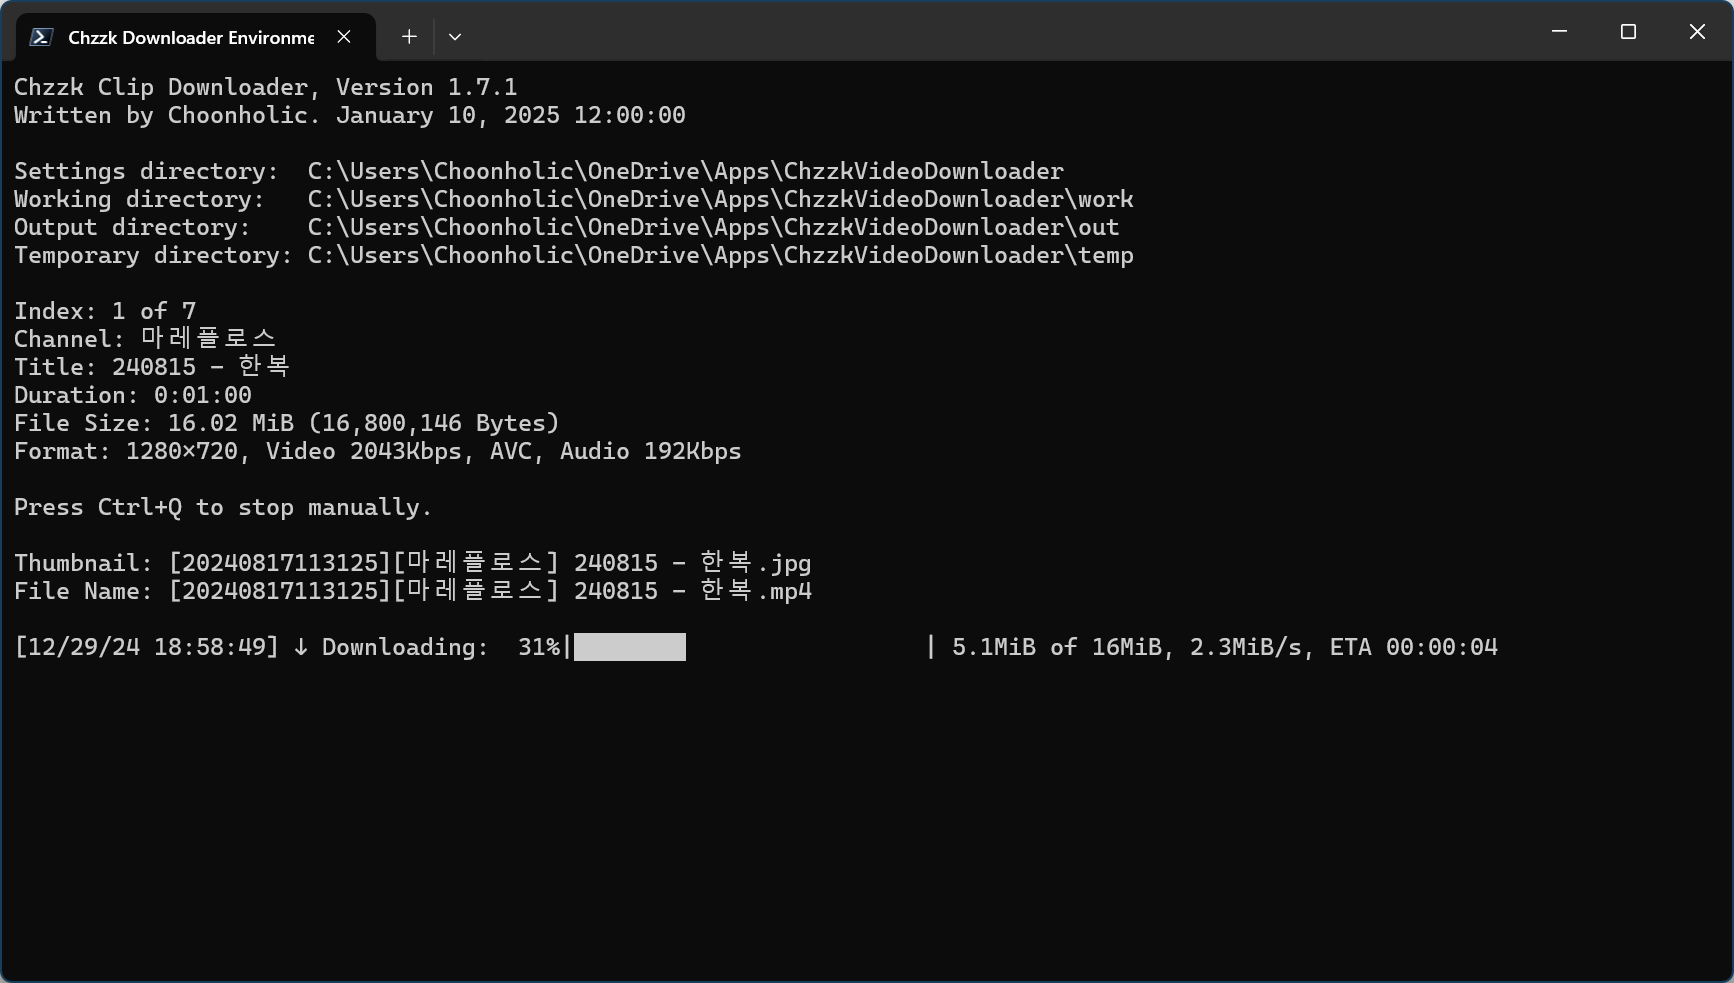 Chzzk Downloader Environme
Chzzk Clip Downloader, Version 1.7.1
Written by Choonholic. January 10, 2025 12:00:00
Settings directory:  C:\Users\Choonholic\OneDrive\Apps\ChzzkVideoDownloader
Working directory:   C:\Users\Choonholic\OneDrive\Apps\ChzzkVideoDownloader\work
Output directory:    C:\Users\Choonholic\OneDrive\Apps\ChzzkVideoDownloader\out
Temporary directory: C:\Users\Choonholic\OneDrive\Apps\ChzzkVideoDownloader\temp
Index: 1 of 7
Channel: 마레플로스
Title: 240815 - 한복
Duration: 0:01:00
File Size: 16.02 MiB (16,800,146 Bytes)
Format: 1280×720, Video 2043Kbps, AVC, Audio 192Kbps
Press Ctrl+Q to stop manually.
Thumbnail: [20240817113125][마레플로스] 240815 - 한복.jpg
File Name: [20240817113125][마레플로스] 240815 - 한복.mp4
[12/29/24 18:58:49] ↓ Downloading:  31%|████████                 | 5.1MiB of 16MiB, 2.3MiB/s, ETA 00:00:04